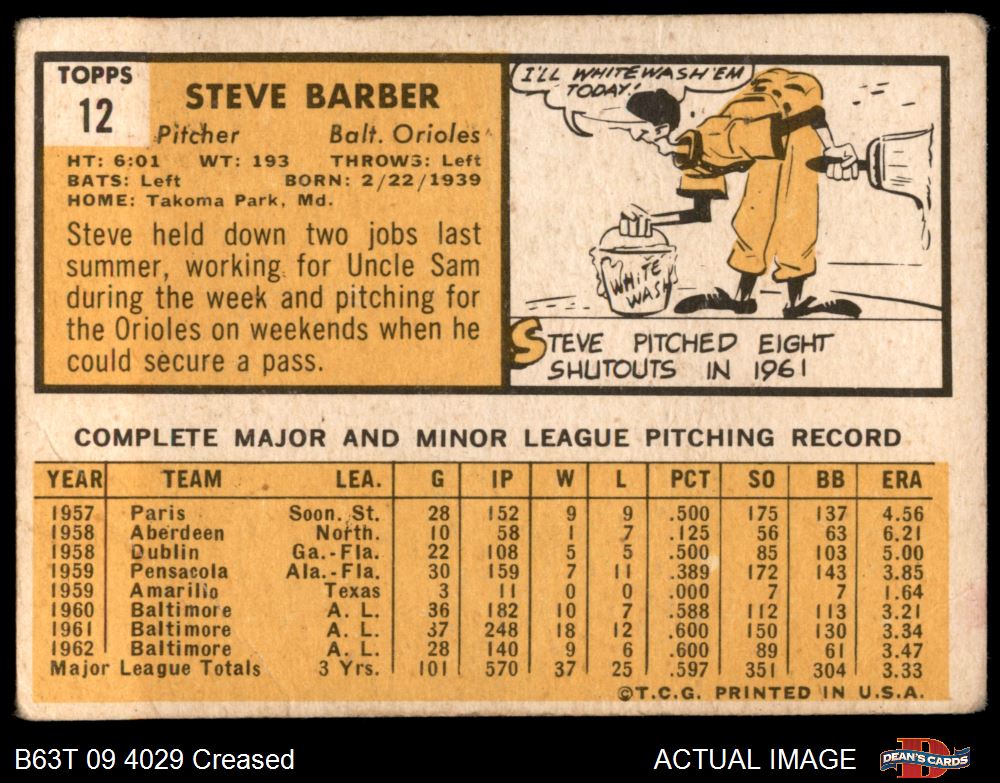 TOPPS
12
STEVE BARBER
Pitcher Balt. Orioles
HT: 6:01 WT: 193 THROWS: Left
BATS: Left BORN: 2/22/1939
HOME: Takoma Park, Md.
Steve held down two jobs last
summer, working for Uncle Sam
during the week and pitching for
the Orioles on weekends when he
could secure a pass.
I'LL WHITEWASH 'EM
TODAY!
WHITE
WASH
STEVE PITCHED EIGHT
SHUTOUTS IN 1961
COMPLETE MAJOR AND MINOR LEAGUE PITCHING RECORD
YEAR TEAM LEA. G IP W L PCT SO BB ERA
1957 Paris Soon. St. 28 152 9 9 .500 175 137 4.56
1958 Aberdeen North. 10 58 1 7 .125 56 63 6.21
1958 Dublin Ga.-Fla. 22 108 5 5 .500 85 103 5.00
1959 Pensacola Ala.-Fla. 30 159 7 11 .389 172 143 3.85
1959 Amarillo Texas 3 11 0 0 .000 7 7 1.64
1960 Baltimore A. L. 36 182 10 7 .588 112 113 3.21
1961 Baltimore A. L. 37 248 18 12 .600 150 130 3.34
1962 Baltimore A. L. 28 140 9 6 .600 89 61 3.47
Major League Totals 3 Yrs. 101 570 37 25 .597 351 304 3.33
©T.C.G. PRINTED IN U.S.A.
B63T 09 4029 Creased ACTUAL IMAGE
D
DEAN'S CARDS